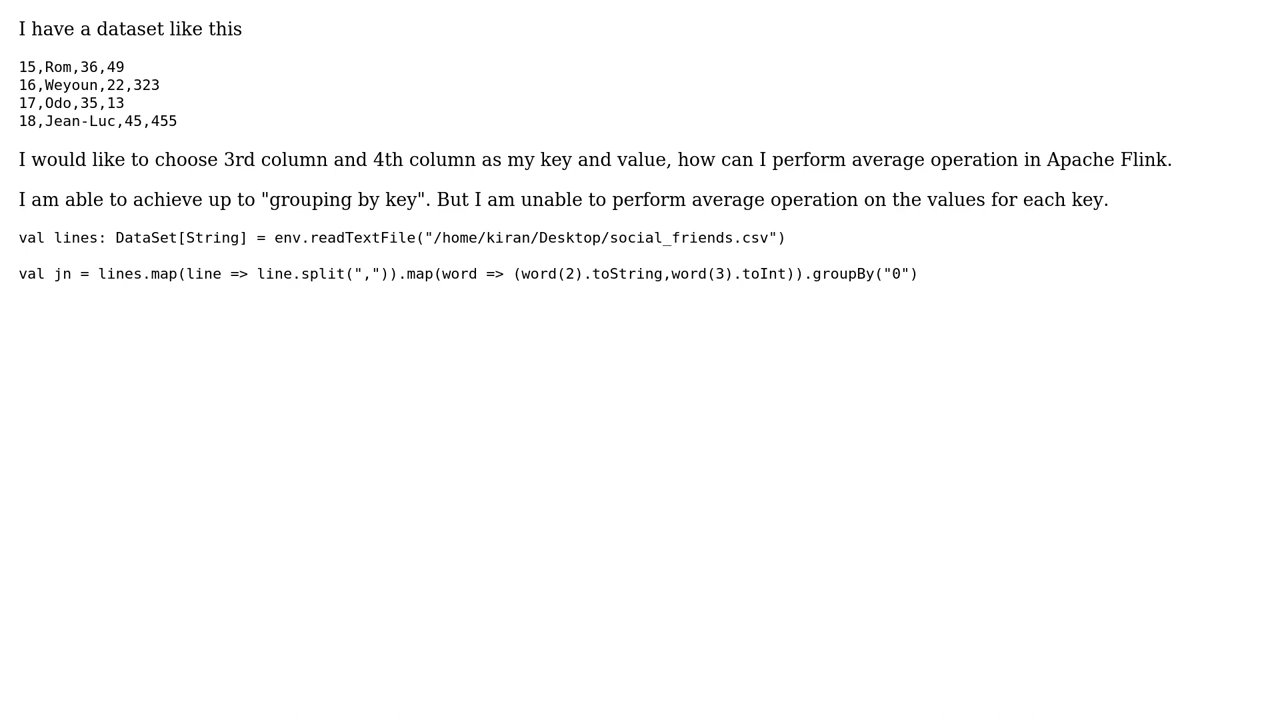 I have a dataset like this
15,Rom,36,49
16,Weyoun,22,323
17,Odo,35,13
18,Jean-Luc,45,455
I would like to choose 3rd column and 4th column as my key and value, how can I perform average operation in Apache Flink.
I am able to achieve up to "grouping by key". But I am unable to perform average operation on the values for each key.
val lines: DataSet[String] = env.readTextFile("/home/kiran/Desktop/social_friends.csv")
val jn = lines.map(line => line.split(",")).map(word => (word(2).toString,word(3).toInt)).groupBy("0")